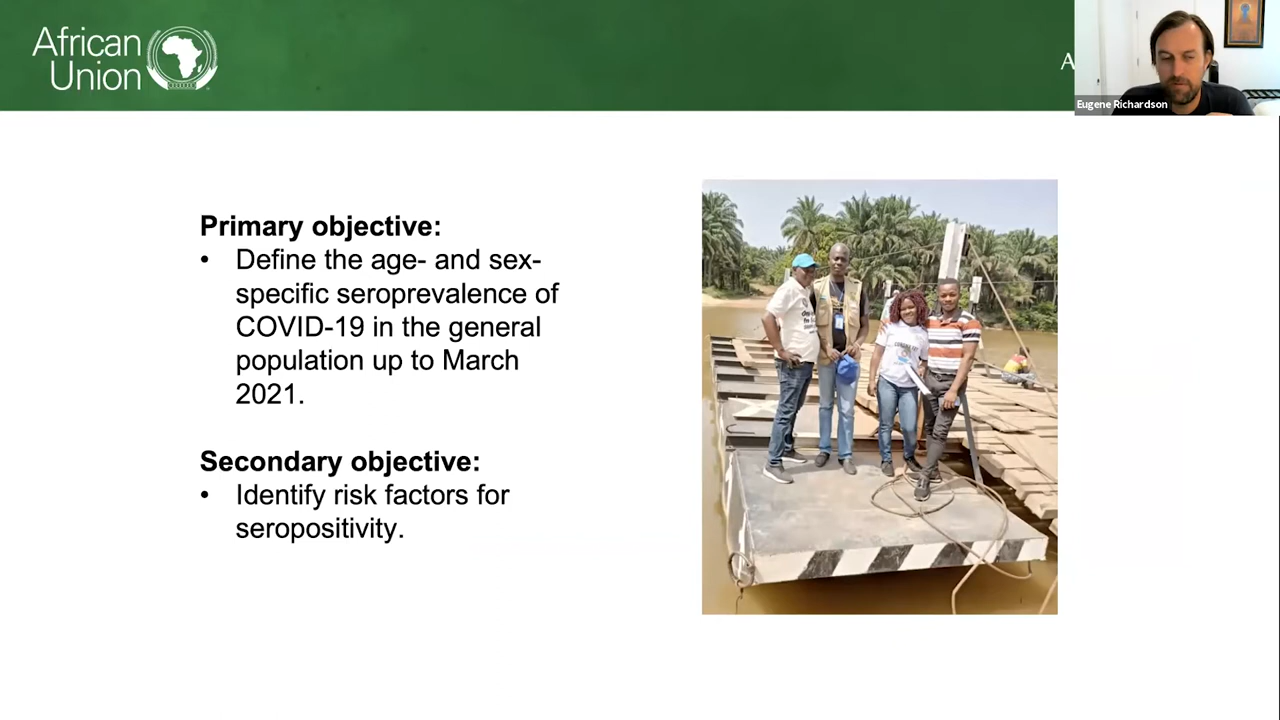 African
Union
A
Eugene Richardson
Primary objective:
• Define the age- and sex-
specific seroprevalence of
COVID-19 in the general
population up to March
2021.
Secondary objective:
• Identify risk factors for
seropositivity.